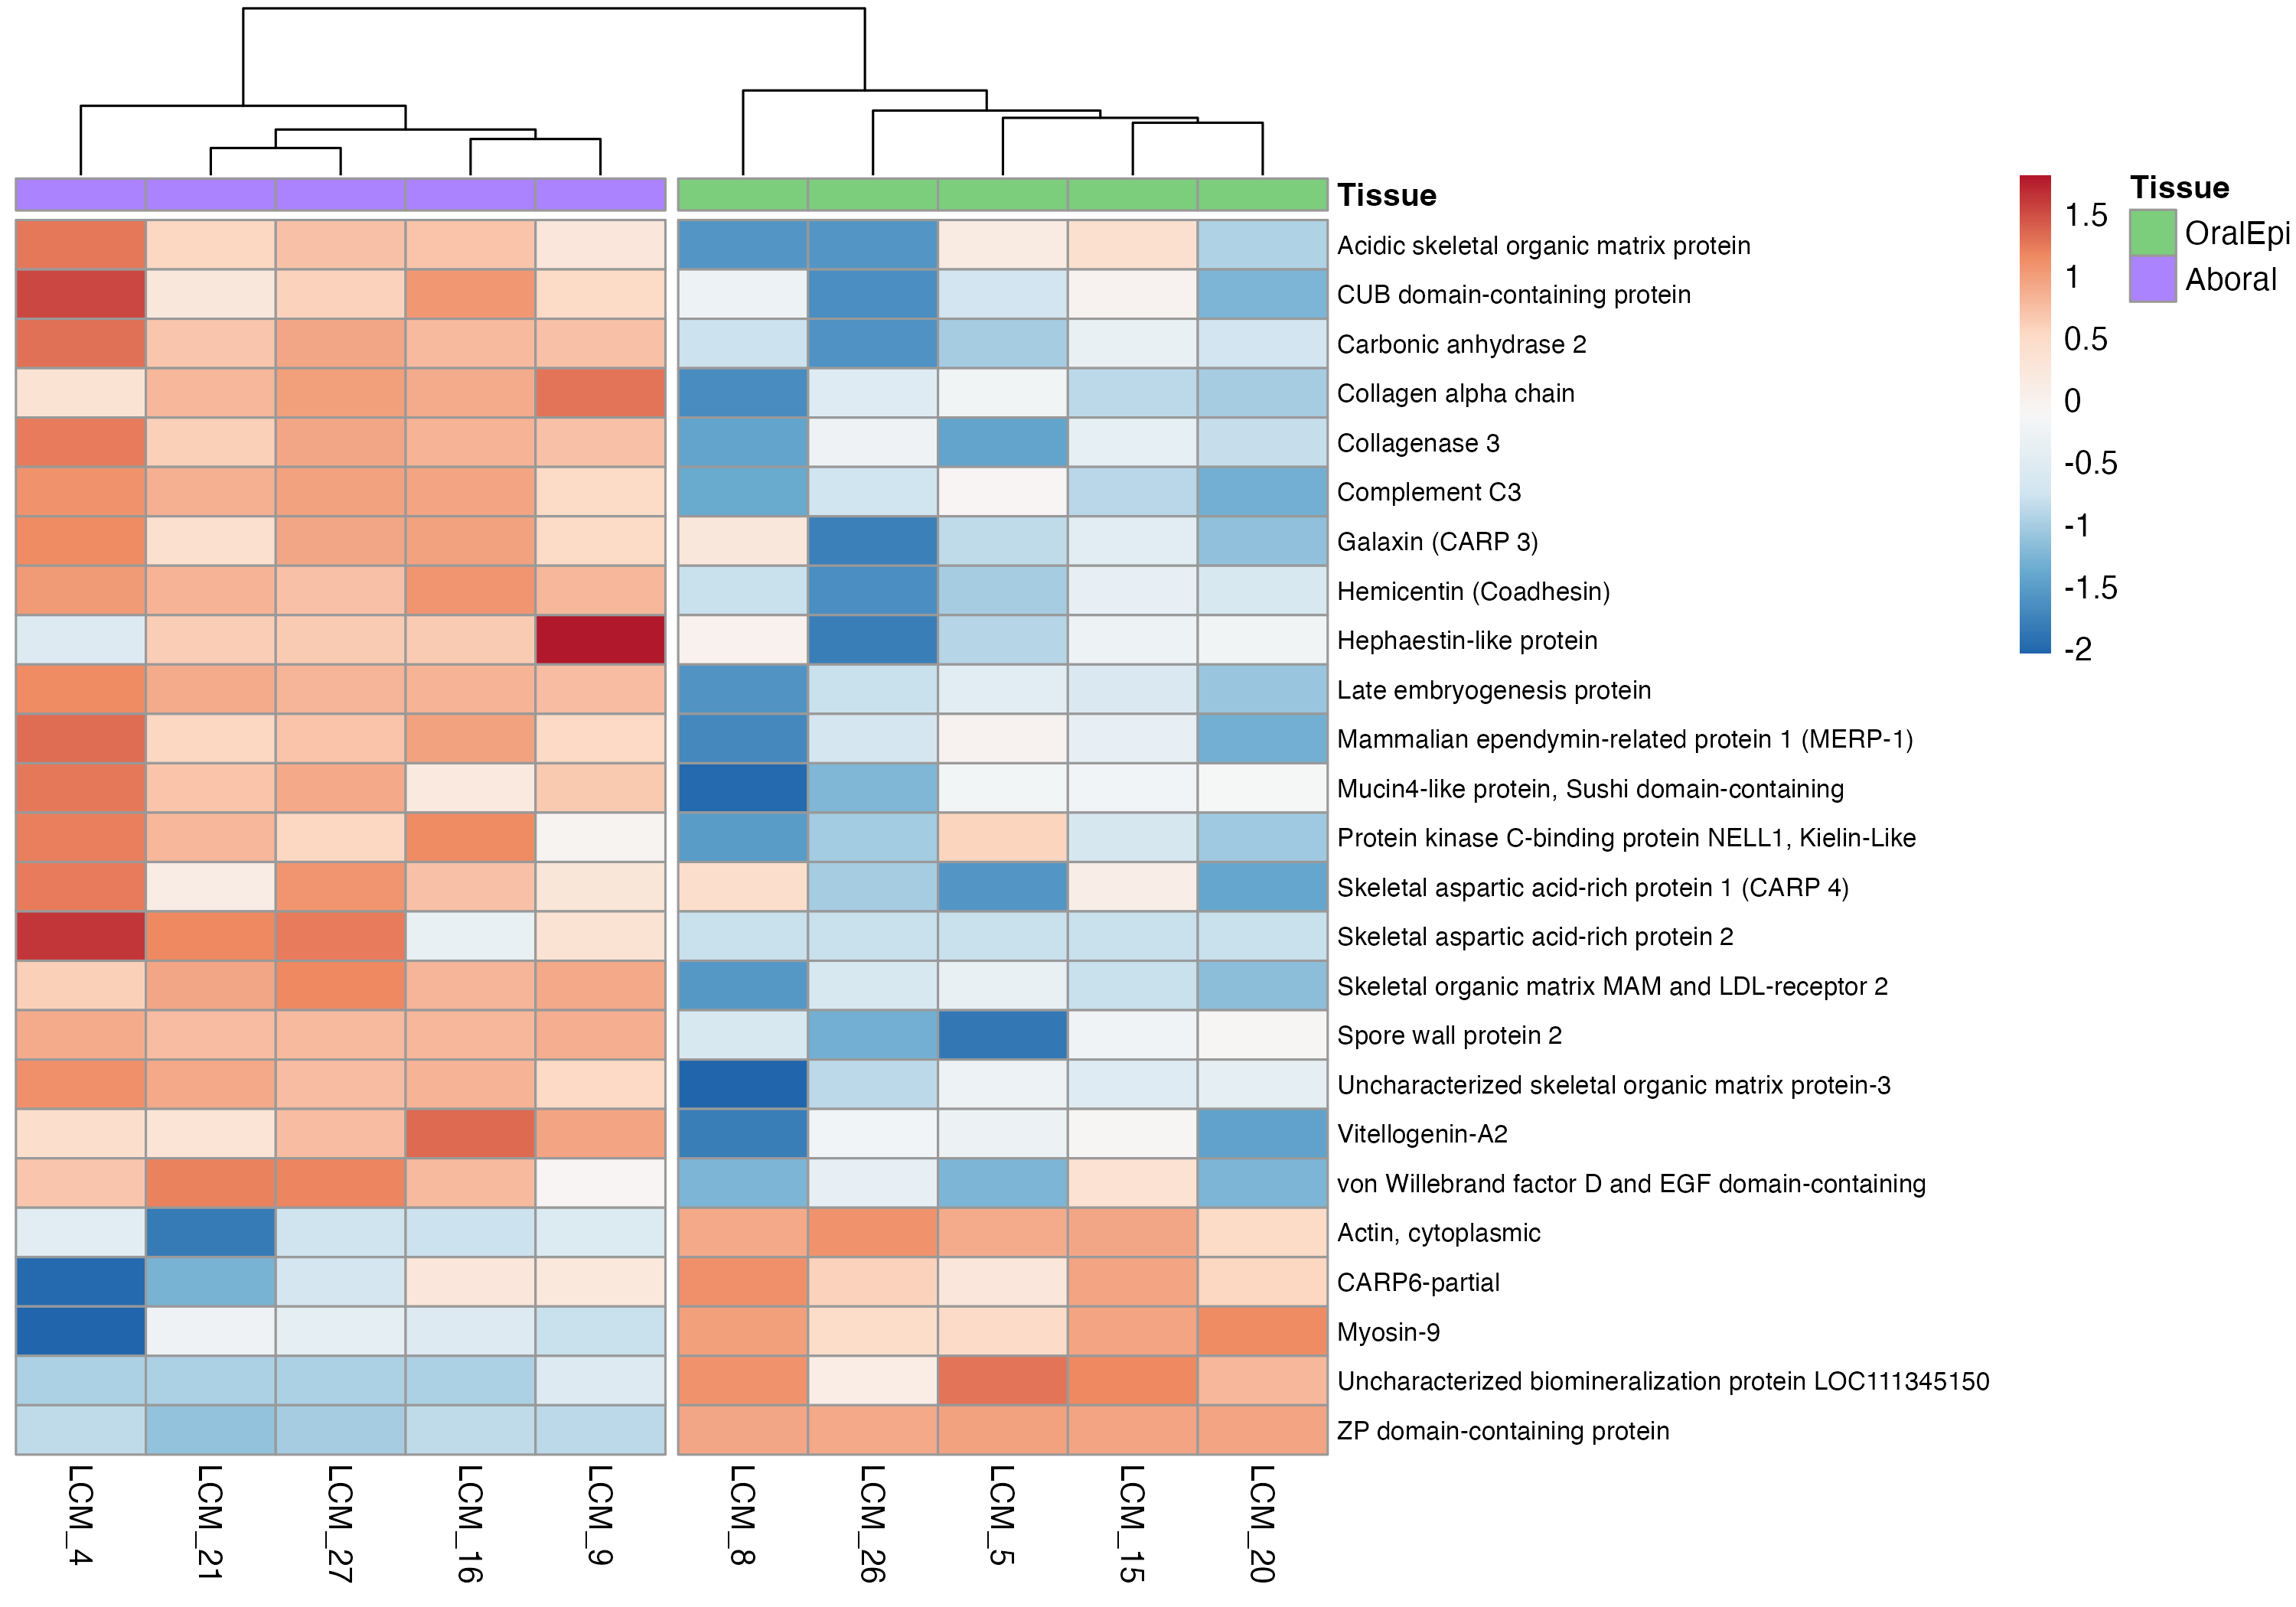 Tissue
Acidic skeletal organic matrix protein
CUB domain-containing protein
Carbonic anhydrase 2
Collagen alpha chain
Collagenase 3
Complement C3
Galaxin (CARP 3)
Hemicentin (Coadhesin)
Hephaestin-like protein
Late embryogenesis protein
Mammalian ependymin-related protein 1 (MERP-1)
Mucin4-like protein, Sushi domain-containing
Protein kinase C-binding protein NELL1, Kielin-Like
Skeletal aspartic acid-rich protein 1 (CARP 4)
Skeletal aspartic acid-rich protein 2
Skeletal organic matrix MAM and LDL-receptor 2
Spore wall protein 2
Uncharacterized skeletal organic matrix protein-3
Vitellogenin-A2
von Willebrand factor D and EGF domain-containing
Actin, cytoplasmic
CARP6-partial
Myosin-9
Uncharacterized biomineralization protein LOC111345150
ZP domain-containing protein
LCM_4
LCM_21
LCM_27
LCM_16
LCM_9
LCM_8
LCM_26
LCM_5
LCM_15
LCM_20
1.5
1
0.5
0
-0.5
-1
-1.5
-2
Tissue
OralEpi
Aboral